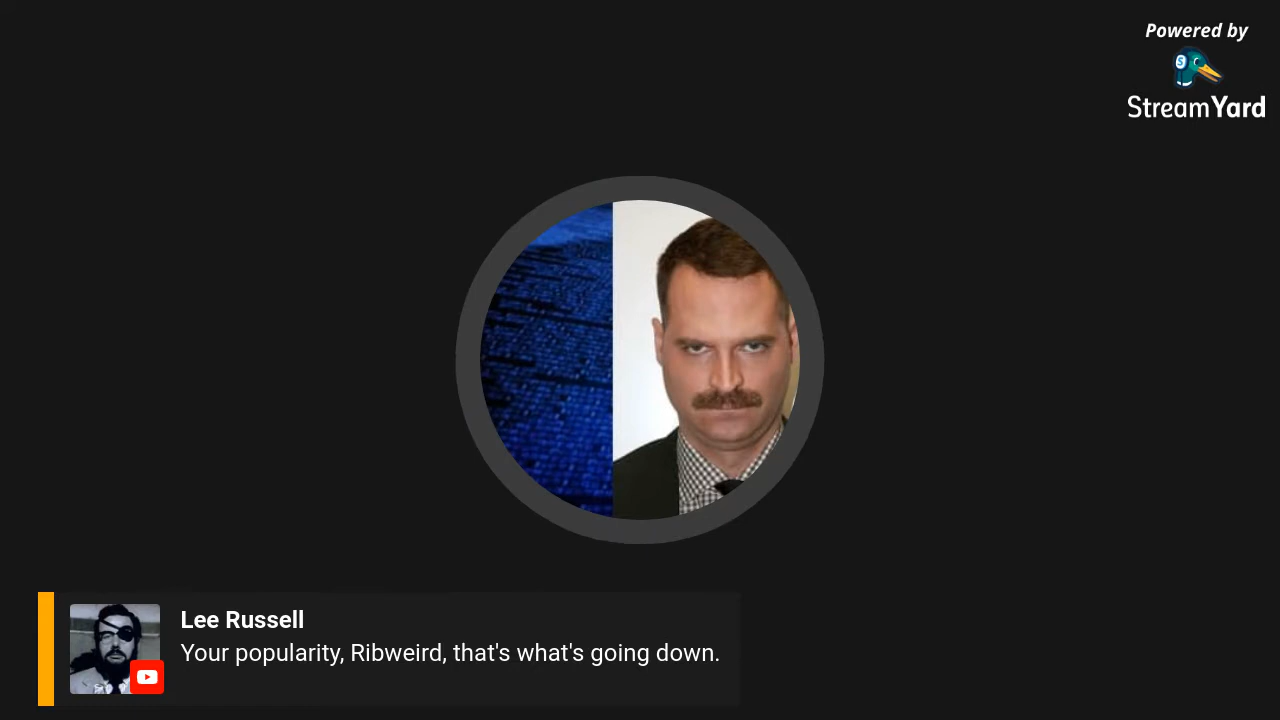 Powered by
StreamYard
Lee Russell
Your popularity, Ribweird, that's what's going down.